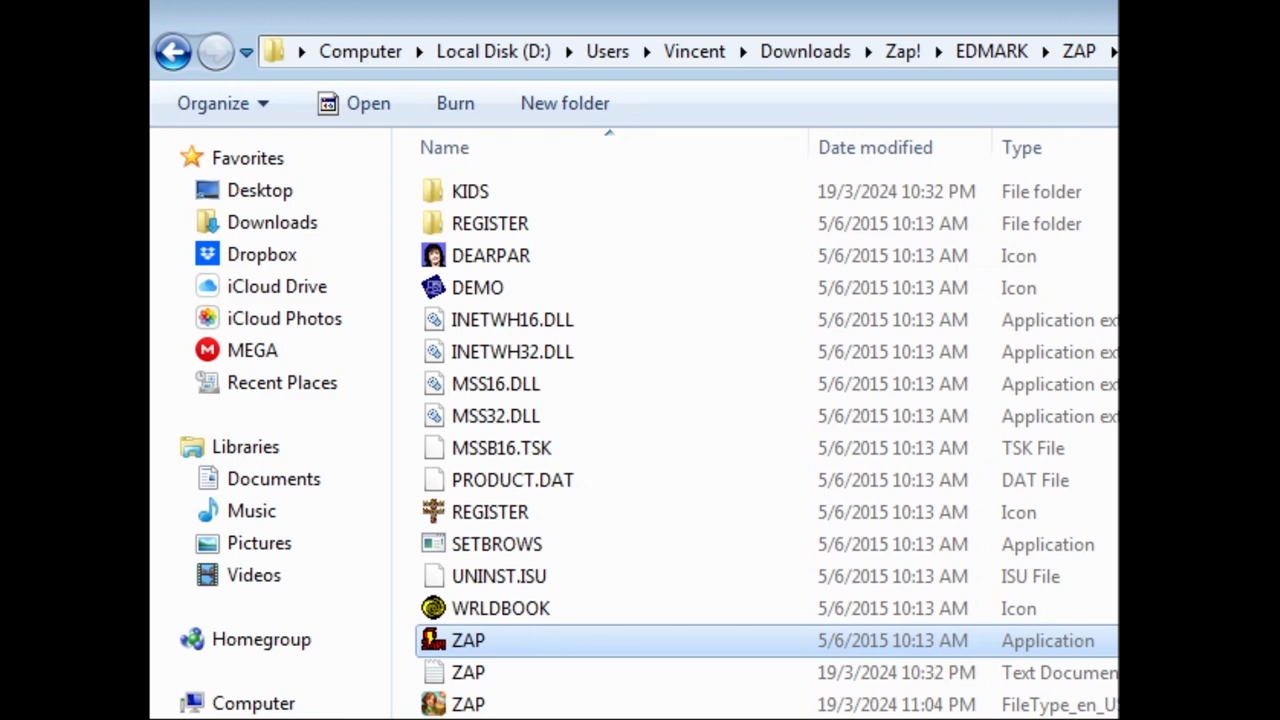 Computer Local Disk (D:) Users Vincent Downloads Zap! EDMARK ZAP
Organize Open Burn New folder
Favorites
Desktop
Downloads
Dropbox
iCloud Drive
iCloud Photos
MEGA
Recent Places
Libraries
Documents
Music
Pictures
Videos
Homegroup
Computer
Name Date modified Type
KIDS 19/3/2024 10:32 PM File folder
REGISTER 5/6/2015 10:13 AM File folder
DEARPAR 5/6/2015 10:13 AM Icon
DEMO 5/6/2015 10:13 AM Icon
INETWH16.DLL 5/6/2015 10:13 AM Application ex
INETWH32.DLL 5/6/2015 10:13 AM Application ex
MSS16.DLL 5/6/2015 10:13 AM Application ex
MSS32.DLL 5/6/2015 10:13 AM Application ex
MSSB16.TSK 5/6/2015 10:13 AM TSK File
PRODUCT.DAT 5/6/2015 10:13 AM DAT File
REGISTER 5/6/2015 10:13 AM Icon
SETBROWS 5/6/2015 10:13 AM Application
UNINST.ISU 5/6/2015 10:13 AM ISU File
WRLDBOOK 5/6/2015 10:13 AM Icon
ZAP 5/6/2015 10:13 AM Application
ZAP 19/3/2024 10:32 PM Text Documen
ZAP 19/3/2024 11:04 PM FileType_en_U